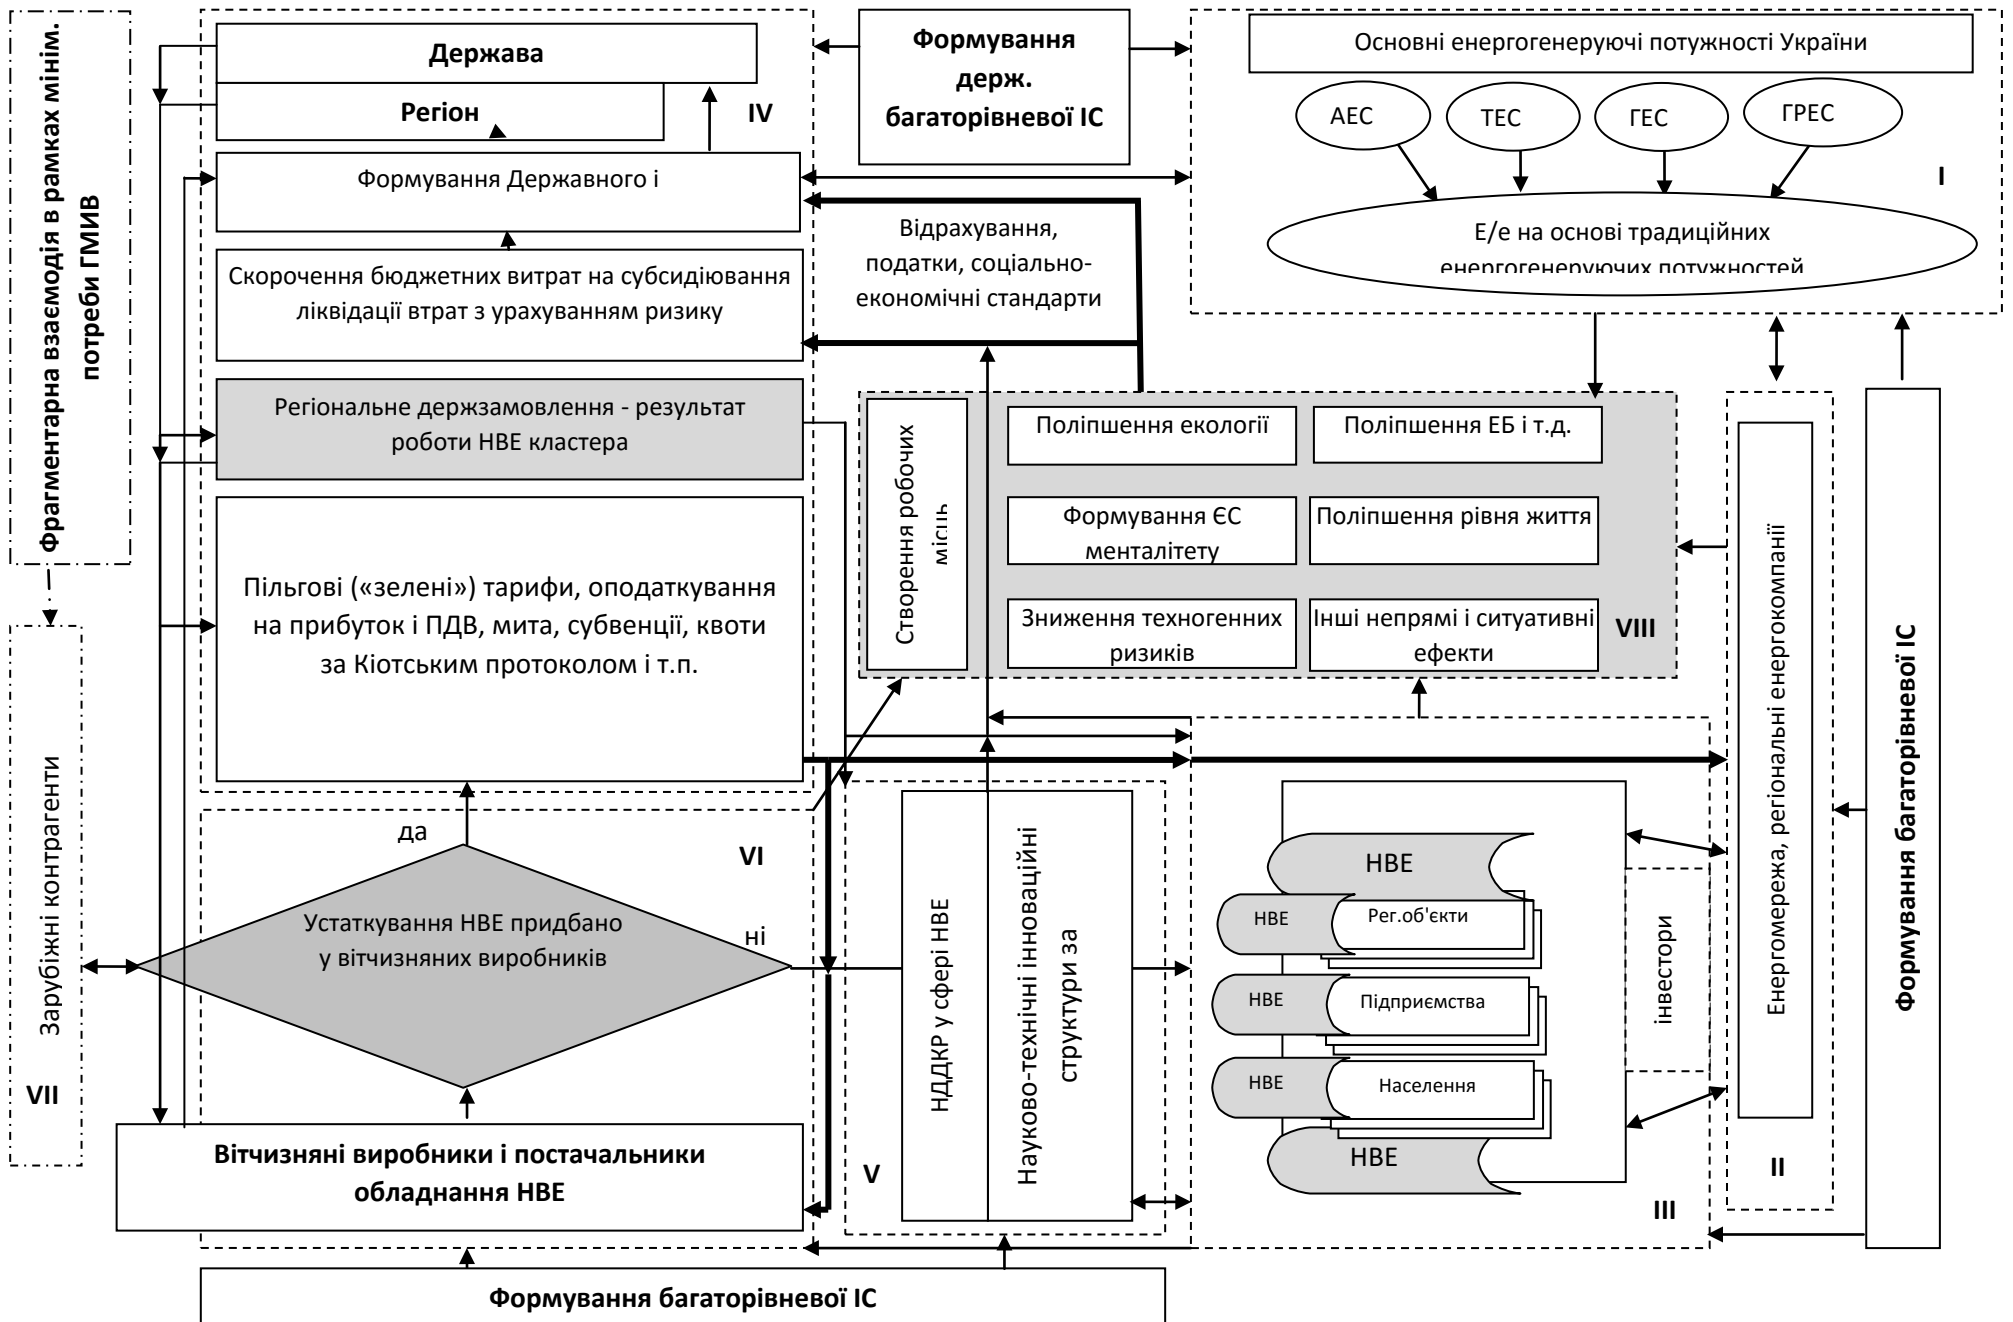 Фрагментарна взаємодія в рамках мінім.
потреби ГМИВ
Держава
Регіон
IV
Формування Державного і
Скорочення бюджетних витрат на субсидіювання
ліквідації втрат з урахуванням ризику
Регіональне держзамовлення - результат
роботи НВЕ кластера
Пільгові («зелені») тарифи, оподаткування
на прибуток і ПДВ, мита, субвенції, квоти
за Кіотським протоколом і т.п.
Формування
держ.
багаторівневої ІС
Відрахування,
податки, соціально-
економічні стандарти
Основні енергогенеруючі потужності України
АЕС
ТЕС
ГЕС
ГРЕС
I
Е/е на основі традиційних
енергогенеруючих потужностей
Створення робочих
місць
Поліпшення екології
Поліпшення ЕБ і т.д.
Формування ЄС
менталітету
Поліпшення рівня життя
Зниження техногенних
ризиків
Інші непрямі і ситуативні
ефекти
VIII
Енергомережа, регіональні енергокомпанії
II
Формування багаторівневої ІС
Зарубіжні контрагенти
VII
да
VI
Устаткування НВЕ придбано
у вітчизняних виробників
ні
Вітчизняні виробники і постачальники
обладнання НВЕ
НДДКР у сфері НВЕ
Науково-технічні інноваційні
структури за
V
НВЕ
НВЕ
Рег.об'єкти
НВЕ
Підприємства
НВЕ
Населення
НВЕ
інвестори
III
Формування багаторівневої ІС